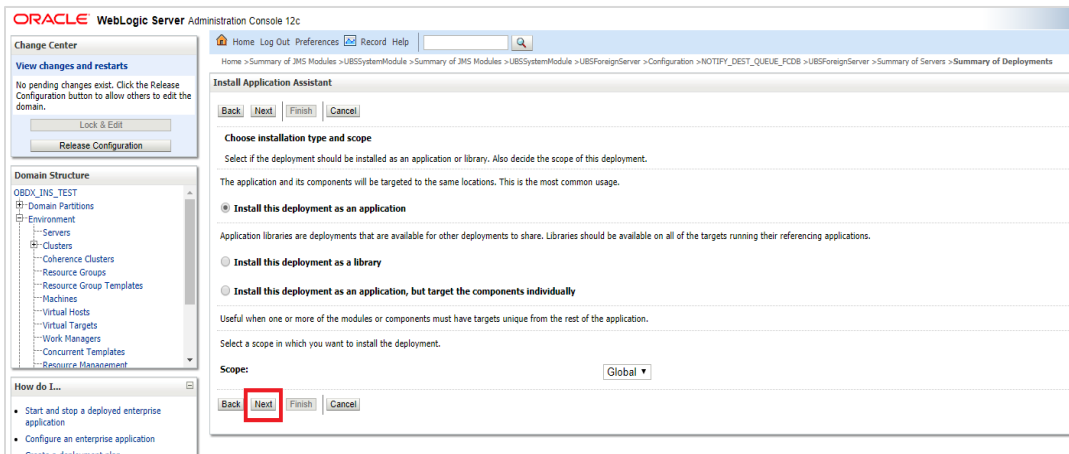 ORACLE WebLogic Server Administration Console 12c
Change Center
View changes and restarts
No pending changes exist. Click the Release
Configuration button to allow others to edit the
domain.
Lock & Edit
Release Configuration
Domain Structure
OBDX_INS_TEST
Domain Partitions
Environment
Servers
Clusters
Coherence Clusters
Resource Groups
Resource Group Templates
Machines
Virtual Hosts
Virtual Targets
Work Managers
Concurrent Templates
Resource Management
How do I...
Start and stop a deployed enterprise
application
Configure an enterprise application
Create a deployment plan
Home Log Out Preferences Record Help
Home >Summary of JMS Modules >UBSSystemModule >Summary of JMS Modules >UBSSystemModule >UBSForeignServer >Configuration >NOTIFY_DEST_QUEUE_FCDB >UBSForeignServer >Summary of Servers >Summary of Deployments
Install Application Assistant
Back Next Finish Cancel
Choose installation type and scope
Select if the deployment should be installed as an application or library. Also decide the scope of this deployment.
The application and its components will be targeted to the same locations. This is the most common usage.
Install this deployment as an application
Application libraries are deployments that are available for other deployments to share. Libraries should be available on all of the targets running their referencing applications.
Install this deployment as a library
Install this deployment as an application, but target the components individually
Useful when one or more of the modules or components must have targets unique from the rest of the application.
Select a scope in which you want to install the deployment.
Scope: Global
Back Next Finish Cancel